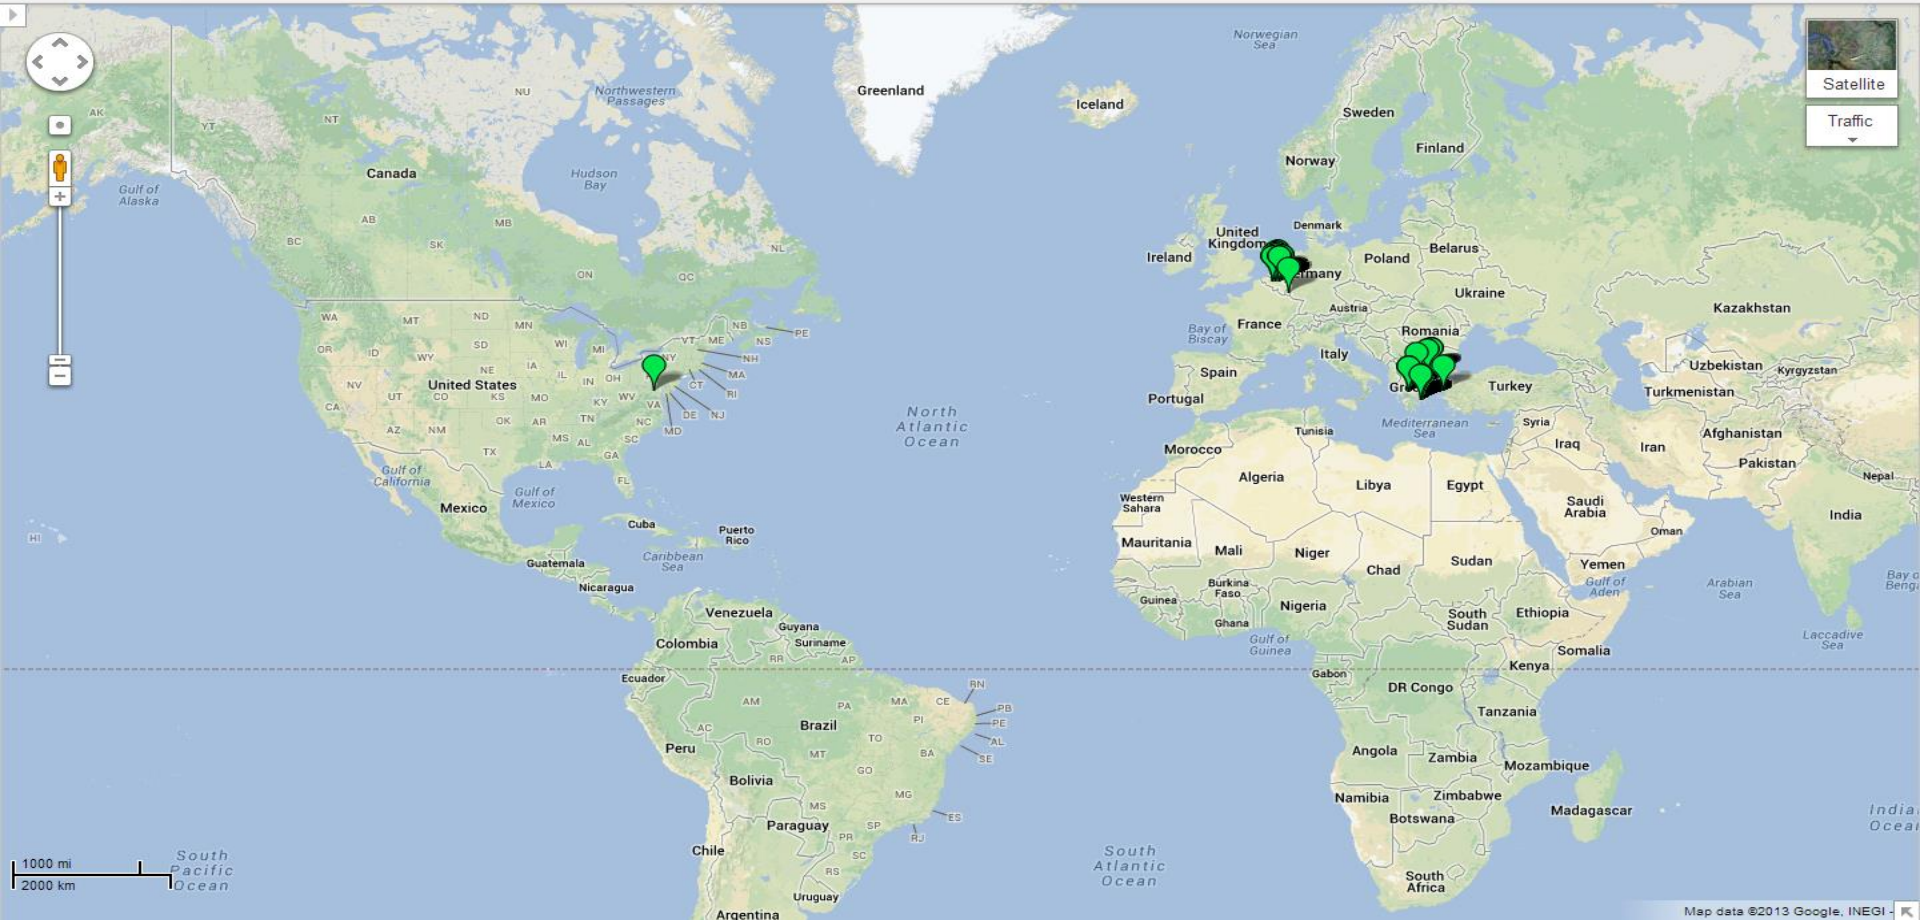 Norwegian
Sea
Satellite
Traffic
Greenland
Iceland
Sweden
Finland
Norway
NU
Northwestern
Passages
AK
YT
NT
Canada
Hudson
Bay
Gulf of
Alaska
AB
MB
BC
SK
NL
ON
QC
Denmark
United
Kingdom
Ireland
Belarus
Poland
rmany
Ukraine
Kazakhstan
Austria
France
Romania
Bay of
Biscay
Italy
Spain
Portugal
Gre
Turkey
Uzbekistan
Kyrgyzstan
Turkmenistan
WA
MT
ND
MN
OR
ID
WY
SD
WI
MI
NY
VT
ME
NB
PE
NS
NH
MA
CT
RI
NV
UT
United States
NE
IA
IL
IN
OH
CO
KS
MO
KY
WV
VA
DE
NJ
MD
CA
AZ
NM
OK
AR
TN
NC
SC
MS
AL
GA
TX
LA
FL
North
Atlantic
Ocean
Mediterranean
Sea
Tunisia
Syria
Iraq
Iran
Afghanistan
Pakistan
Nepal
Morocco
Algeria
Libya
Egypt
Saudi
Arabia
India
Gulf of
California
Gulf of
Mexico
Mexico
Cuba
Puerto
Rico
Western
Sahara
Oman
HI
Guatemala
Caribbean
Sea
Nicaragua
Mauritania
Mali
Niger
Chad
Sudan
Yemen
Gulf of
Aden
Arabian
Sea
Bay o
Beng
Burkina
Faso
Guinea
Nigeria
Ghana
South
Sudan
Ethiopia
Gulf of
Guinea
Laccadive
Sea
Somalia
Kenya
Venezuela
Guyana
Suriname
Colombia
RR
AP
Ecuador
Gabon
DR Congo
Tanzania
RN
AM
PA
MA
CE
PB
PE
AL
SE
AC
RO
Brazil
TO
PI
BA
MT
GO
Peru
Bolivia
MG
MS
ES
SP
RJ
Paraguay
PR
SC
RS
Chile
Uruguay
Argentina
Angola
Zambia
Mozambique
Namibia
Zimbabwe
Botswana
Madagascar
South
Africa
South
Atlantic
Ocean
India
Ocea
South
Pacific
Ocean
1000 mi
2000 km
Map data ©2013 Google, INEGI -